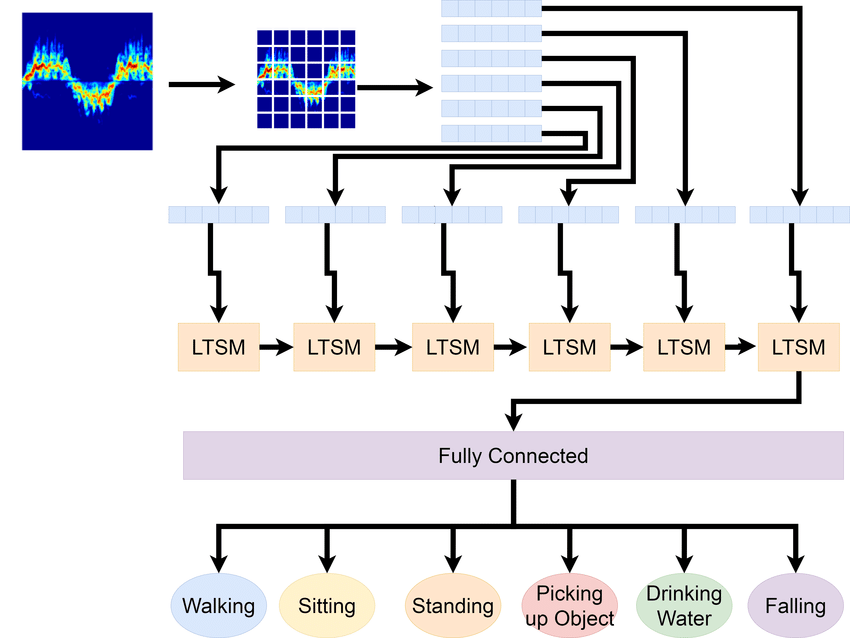 LTSM LTSM LTSM LTSM LTSM LTSM
Fully Connected
Walking Sitting Standing Picking up Object Drinking Water Falling